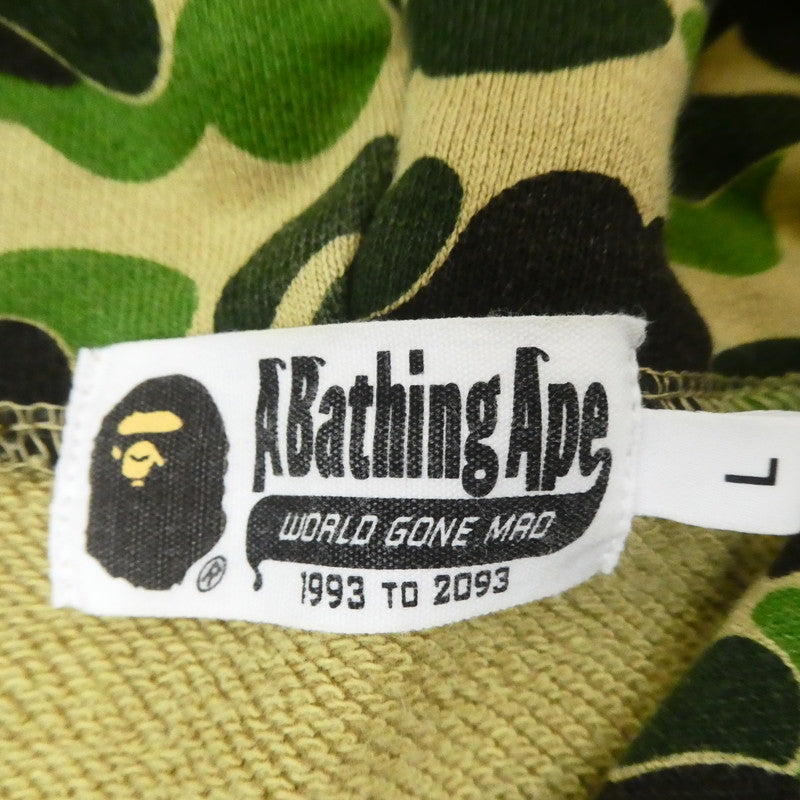 A Bathing Ape
WORLD GONE MAD
®
1993 TO 2093
L